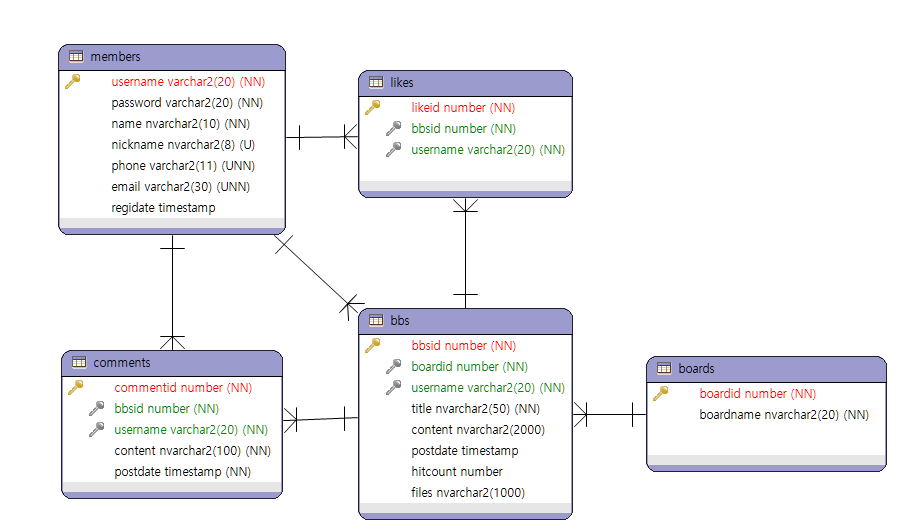 members
username varchar2(20) (NN)
password varchar2(20) (NN)
name nvarchar2(10) (NN)
nickname nvarchar2(8) (U)
phone varchar2(11) (UNN)
email varchar2(30) (UNN)
regidate timestamp
likes
likeid number (NN)
bbsid number (NN)
username varchar2(20) (NN)
comments
commentid number (NN)
bbsid number (NN)
username varchar2(20) (NN)
content nvarchar2(100) (NN)
postdate timestamp (NN)
bbs
bbsid number (NN)
boardid number (NN)
username varchar2(20) (NN)
title nvarchar2(50) (NN)
content nvarchar2(2000)
postdate timestamp
hitcount number
files nvarchar2(1000)
boards
boardid number (NN)
boardname nvarchar2(20) (NN)